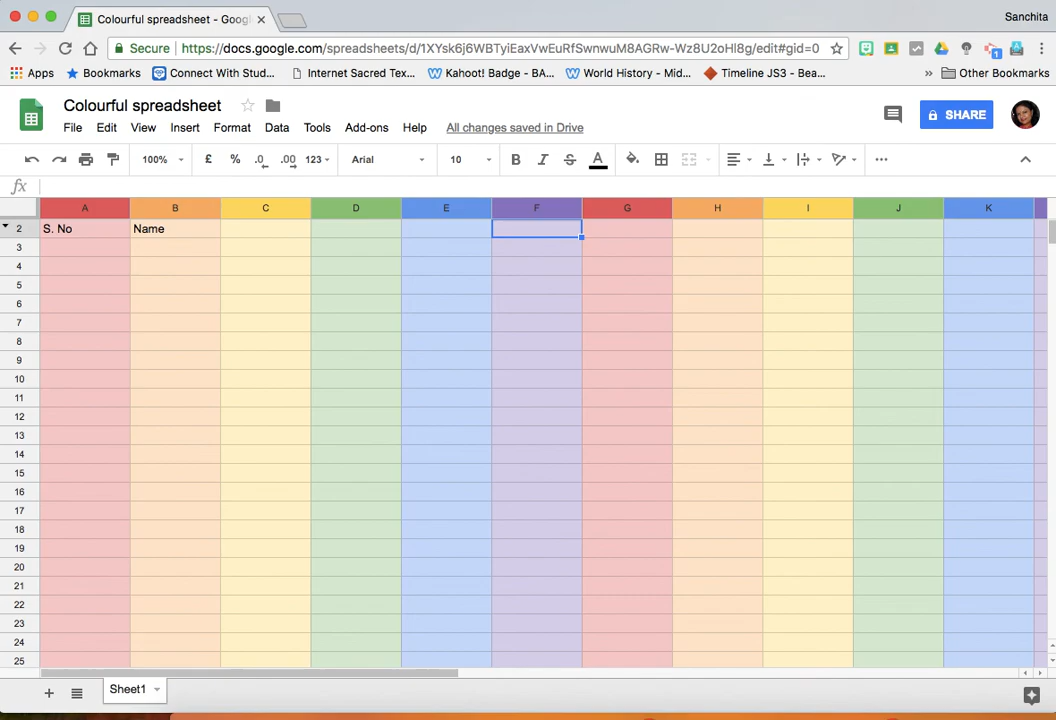 Colourful spreadsheet - Goog
Sanchita
Secure https://docs.google.com/spreadsheets/d/1XYsk6j6WBTyiEaxVwEuRfSwnwuM8AGRw-Wz8U2oHl8g/edit#gid=0
1
Apps Bookmarks Connect With Stud... Internet Sacred Tex... Kahoot! Badge - BA... World History - Mid... Timeline JS3 - Bea... » Other Bookmarks
Colourful spreadsheet
SHARE
File Edit View Insert Format Data Tools Add-ons Help All changes saved in Drive
100% £ % .0 .00 123 Arial 10 B I S A
fx
A B C D E F G H I J K
2 S. No Name
3
4
5
6
7
8
9
10
11
12
13
14
15
16
17
18
19
20
21
22
23
24
25
+ Sheet1